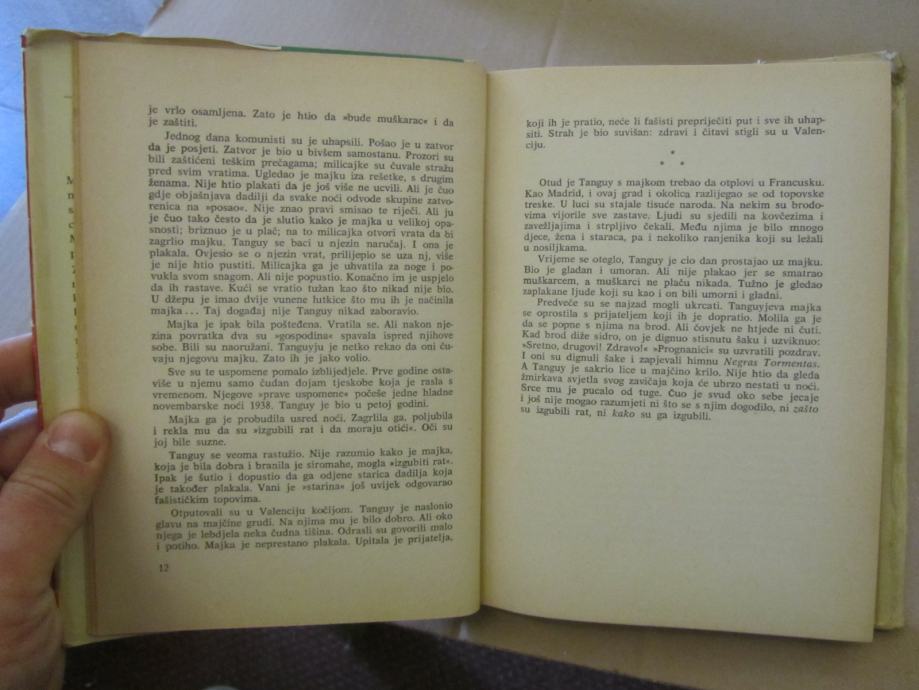 je vrlo osamljena. Zato je htio da »bude muškarac« i da
je zaštiti.
Jednog dana komunisti su je uhapsili. Pošao je u zatvor
da je posjeti. Zatvor je bio u bivšem samostanu. Prozori su
bili zaštićeni teškim prečagama; milicajke su čuvale stražu
pred svim vratima. Ugledao je majku iza rešetke, s drugim
ženama. Nije htio plakati da je još više ne ucvili. Ali je čuo
gdje objašnjava dadilji da svake noći odvode skupine zatvo-
renica na »posao«. Nije znao pravi smisao te riječi. Ali ju
je čuo tako često da je slutio kako je majka u velikoj opa-
snosti; briznuo je u plač; na to milicajka otvori vrata da bi
zagrlio majku. Tanguy se baci u njezin naručaj. I ona je
plakala. Ovjesio se o njezin vrat, prilijepio se uza nj, više
je nije htio pustiti. Milicajka ga je uhvatila za noge i po-
vukla svom snagom. Ali nije popustio. Konačno im je uspjelo
da ih rastave. Kući se vratio tužan kao nikad nije bio.
U džepu je imao dvije vunene lutkice što mu ih je načinila
majka... Taj događaj nije Tanguy nikad zaboravio.
Majka je ipak bila pošteđena. Vratila se. Ali nakon nje-
zina povratka dva su »gospodina« spavala ispred njihove
sobe. Bili su naoružani. Tanguyju je netko rekao da oni ču-
vaju njegovu majku. Zato ih je jako volio.
Sve su te uspomene pomalo izblijedjele. Prve godine osta-
više u njemu samo čudan dojam tjeskobe koja je rasla s
vremenom. Njegove »prave uspomene« počeše jedne hladne
novembarske noći 1938. Tanguy je bio u petoj godini.
Majka ga je probudila usred noći. Zagrlila ga, poljubila
i rekla mu da su »izgubili rat i da moraju otići«. Oči su
joj bile suzne.
Tanguy se veoma rastužio. Nije razumio kako je majka,
koja je bila dobra i branila je siromahe, mogla »izgubiti rat«.
Ipak je šutio i dopustio da ga odjene starica dadilja koja
je također plakala. Vani je »starina« još uvijek odgovarao
fašističkim topovima.
Otputovali su u Valenciju kočijom. Tanguy je naslonio
glavu na majčine grudi. Na njima mu je bilo dobro. Ali oko
njega je lebdjela neka čudna tišina. Odrasli su govorili malo
i potiho. Majka je neprestano plakala. Upitala je prijatelja,
12
koji ih je pratio, neće li fašisti prepriječiti put i sve ih uhap-
siti. Strah je bio suvišan: zdravi i čitavi stigli su u Valen-
ciju.
* * *
Otud je Tanguy s majkom trebao da otplovi u Francusku.
Kao Madrid, i ovaj grad i okolica razlijegao se od topovske
treske. U luci su stajale tisuće naroda. Na nekim su brodo-
vima vijorile sve zastave. Ljudi su sjedili na kovčezima i
zavežljajima i strpljivo čekali. Među njima je bilo mnogo
djece, žena i staraca, pa i nekoliko ranjenika koji su ležali
u nosiljkama.
Vrijeme se oteglo, Tanguy je cio dan prostajao uz majku.
Bio je gladan i umoran. Ali nije plakao jer se smatrao
muškarcem, a muškarci ne plaču nikada. Tužno je gledao
zaplakane ljude koji su kao i on bili umorni i gladni.
Predveče su se najzad mogli ukrcati. Tanguyjeva majka
se oprostila s prijateljem koji ih je dopratio. Molila ga je
da se popne s njima na brod. Ali čovjek ne htjede ni čuti.
Kad brod diže sidro, on je dignuo stisnutu šaku i uzviknuo:
»Sretno, drugovi! Zdravo!« »Prognanici« su uzvratili pozdrav.
I oni su dignuli šake i zapjevali himnu Negras Tormentas.
A Tanguy je sakrio lice u majčino krilo. Nije htio da gleda
žmirkava svjetla svog zavičaja koja će ubrzo nestati u noći.
Srce mu je pucalo od tuge. Čuo je svud oko sebe jecaje
i još nije mogao razumjeti ni što se s njim dogodilo, ni zašto
su izgubili rat, ni kako su ga izgubili.